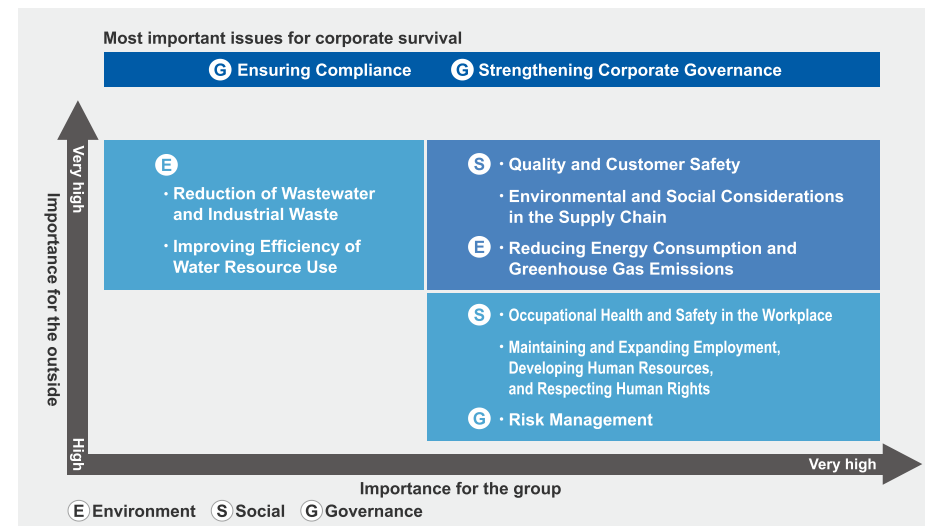 Most important issues for corporate survival
G Ensuring Compliance G Strengthening Corporate Governance
Very high
Importance for the outside
High
E
・Reduction of Wastewater
and Industrial Waste
・Improving Efficiency of
Water Resource Use
S ・Quality and Customer Safety
・Environmental and Social Considerations
in the Supply Chain
E ・Reducing Energy Consumption and
Greenhouse Gas Emissions
S ・Occupational Health and Safety in the Workplace
・Maintaining and Expanding Employment,
Developing Human Resources,
and Respecting Human Rights
G ・Risk Management
Very high
Importance for the group
E Environment S Social G Governance